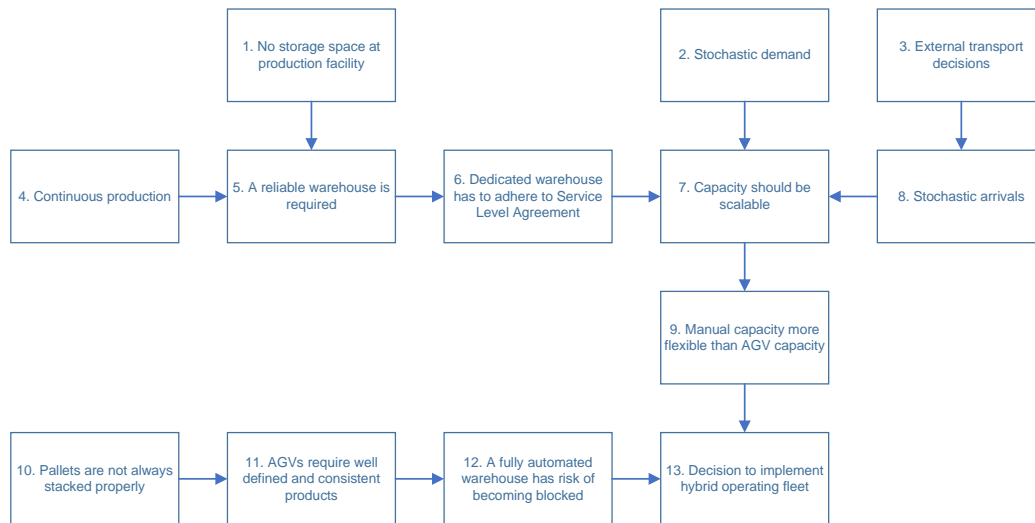 1. No storage space at
production facility
2. Stochastic demand
3. External transport
decisions
4. Continuous production
5. A reliable warehouse is
required
6. Dedicated warehouse
has to adhere to Service
Level Agreement
7. Capacity should be
scalable
8. Stochastic arrivals
9. Manual capacity more
flexible than AGV capacity
10. Pallets are not always
stacked properly
11. AGVs require well
defined and consistent
products
12. A fully automated
warehouse has risk of
becoming blocked
13. Decision to implement
hybrid operating fleet